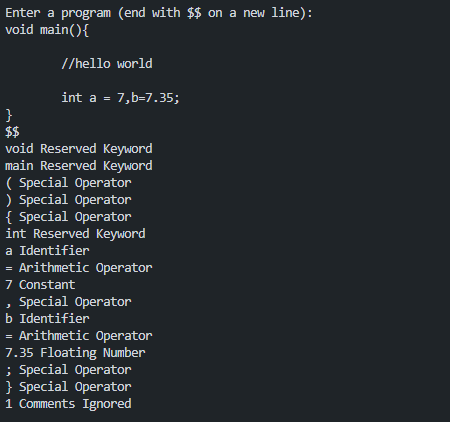 Enter a program (end with $$ on a new line):
void main(){
//hello world
int a = 7,b=7.35;
}
$$
void Reserved Keyword
main Reserved Keyword
( Special Operator
) Special Operator
{ Special Operator
int Reserved Keyword
a Identifier
= Arithmetic Operator
7 Constant
, Special Operator
b Identifier
= Arithmetic Operator
7.35 Floating Number
; Special Operator
} Special Operator
1 Comments Ignored